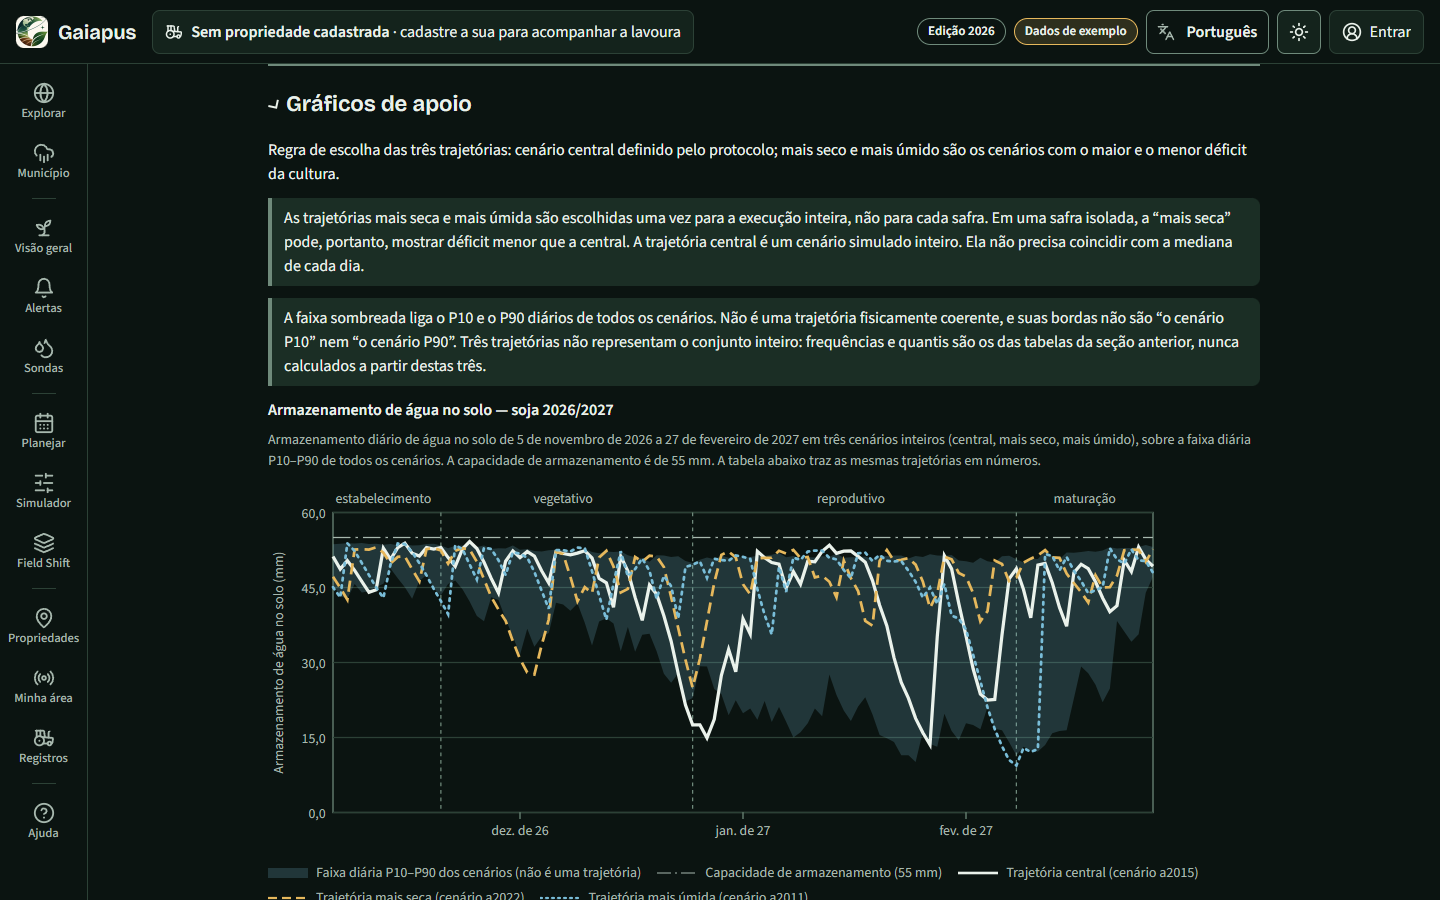 Gaiapus
Sem propriedade cadastrada · cadastre a sua para acompanhar a lavoura
Edição 2026
Dados de exemplo
Português
Entrar
Explorar
Município
Visão geral
Alertas
Sondas
Planejar
Simulador
Field Shift
Propriedades
Minha área
Registros
Ajuda
Gráficos de apoio
Regra de escolha das três trajetórias: cenário central definido pelo protocolo; mais seco e mais úmido são os cenários com o maior e o menor déficit
da cultura.
As trajetórias mais seca e mais úmida são escolhidas uma vez para a execução inteira, não para cada safra. Em uma safra isolada, a “mais seca”
pode, portanto, mostrar déficit menor que a central. A trajetória central é um cenário simulado inteiro. Ela não precisa coincidir com a mediana
de cada dia.
A faixa sombreada liga o P10 e o P90 diários de todos os cenários. Não é uma trajetória fisicamente coerente, e suas bordas não são “o cenário
P10” nem “o cenário P90”. Três trajetórias não representam o conjunto inteiro: frequências e quantis são os das tabelas da seção anterior, nunca
calculados a partir destas três.
Armazenamento de água no solo — soja 2026/2027
Armazenamento diário de água no solo de 5 de novembro de 2026 a 27 de fevereiro de 2027 em três cenários inteiros (central, mais seco, mais úmido), sobre a faixa diária
P10–P90 de todos os cenários. A capacidade de armazenamento é de 55 mm. A tabela abaixo traz as mesmas trajetórias em números.
estabelecimento
vegetativo
reprodutivo
maturação
60,0
45,0
30,0
15,0
0,0
Armazenamento de água no solo (mm)
dez. de 26
jan. de 27
fev. de 27
Faixa diária P10–P90 dos cenários (não é uma trajetória)
Capacidade de armazenamento (55 mm)
Trajetória central (cenário a2015)
Trajetória mais seca (cenário a2022)
Trajetória mais úmida (cenário a2011)